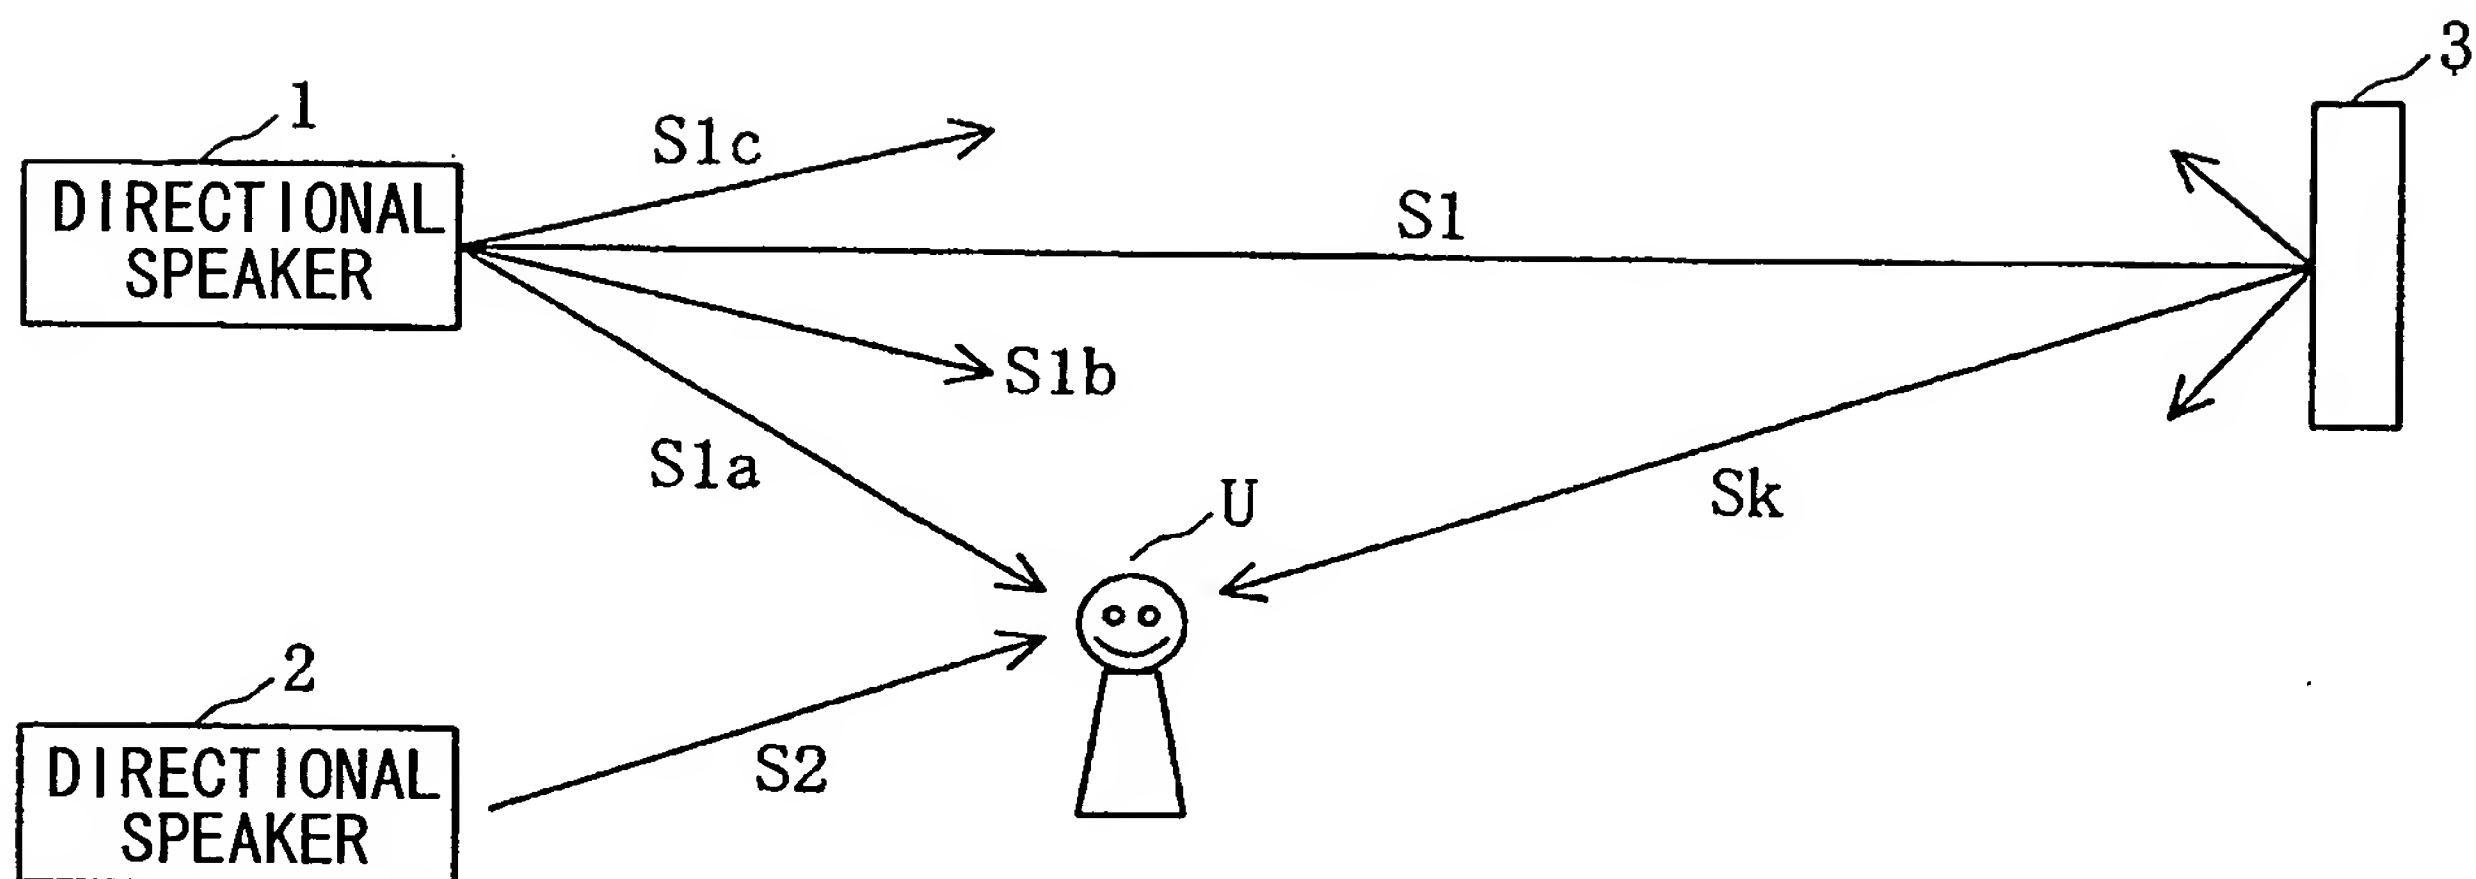 3
1
S1c
DIRECTIONAL
SPEAKER
S1
S1b
S1a
Sk
U
2
S2
DIRECTIONAL
SPEAKER